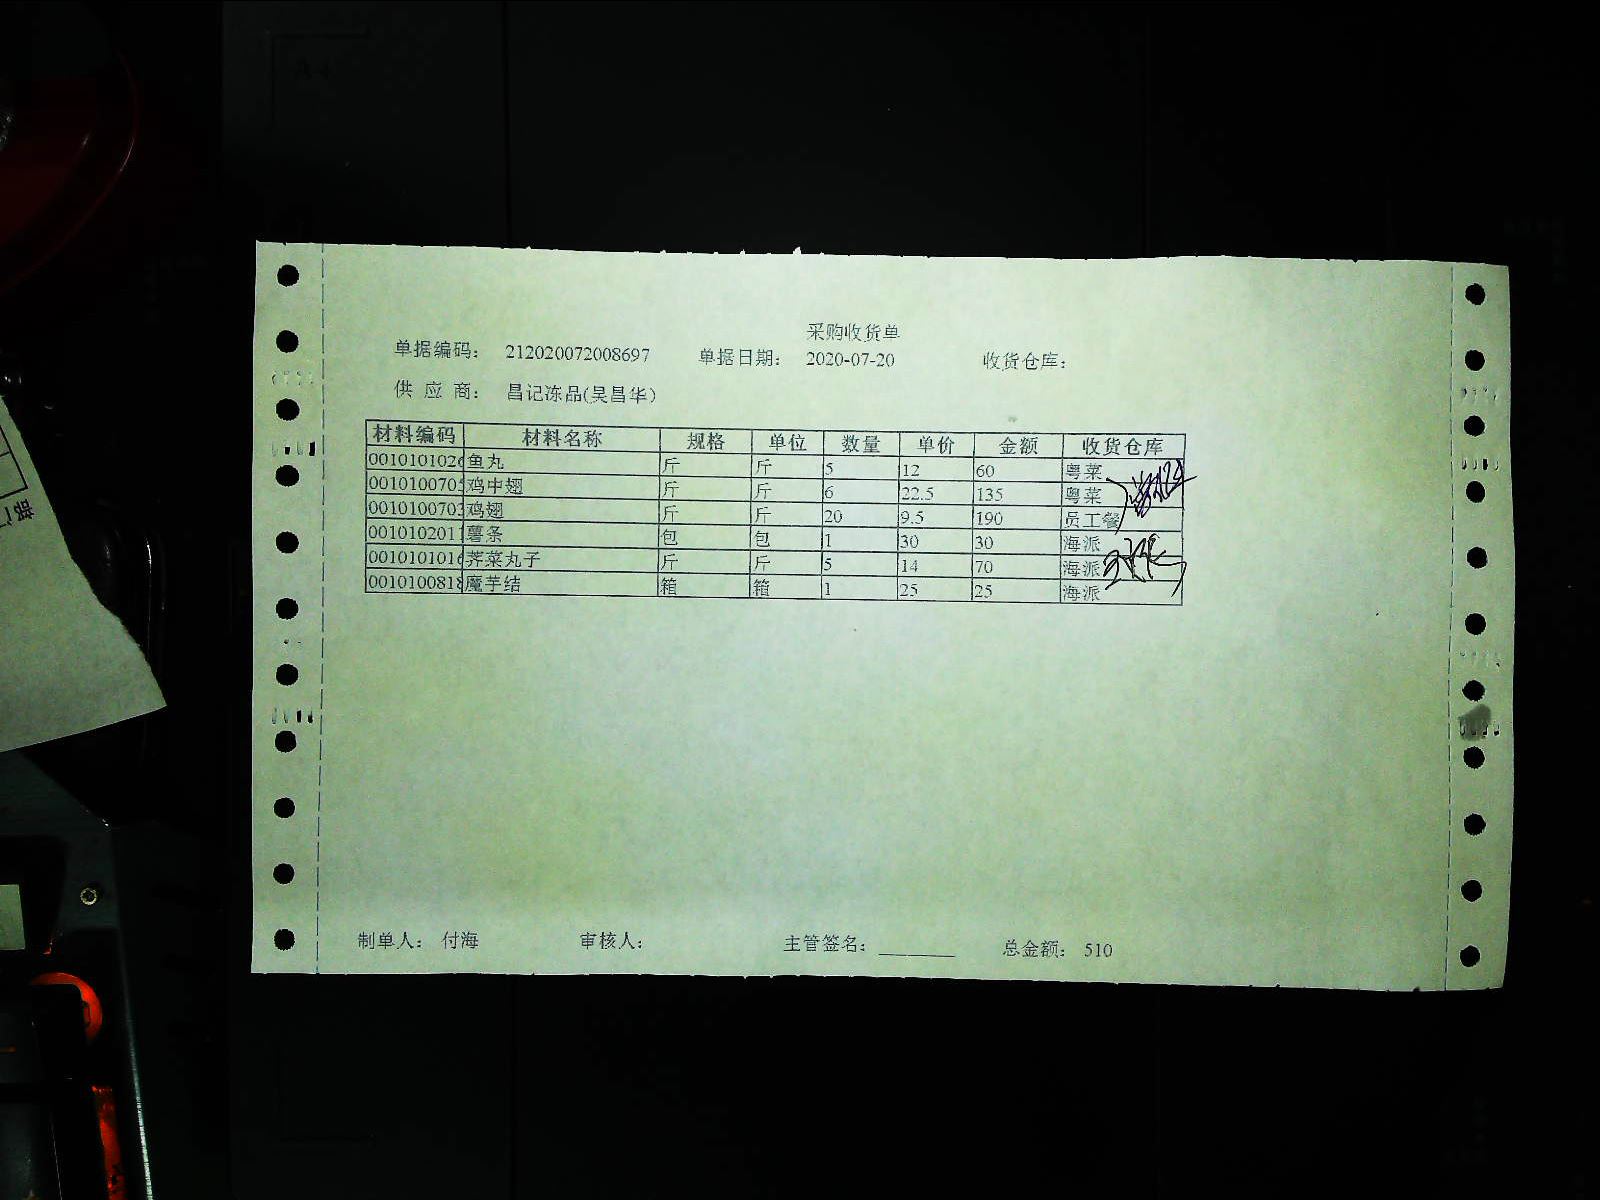 采购收货单
单据编码： 212020072008697 单据日期： 2020-07-20 收货仓库：
供 应 商： 昌记冻品(吴昌华)
材料编码 材料名称 规格 单位 数量 单价 金额 收货仓库
0010101026 鱼丸 斤 斤 5 12 60 粤菜
0010100705 鸡中翅 斤 斤 6 22.5 135 粤菜
0010100703 鸡翅 斤 斤 20 9.5 190 员工餐
0010102011 薯条 包 包 1 30 30 海派
0010101016 荠菜丸子 斤 斤 5 14 70 海派
0010100818 魔芋结 箱 箱 1 25 25 海派
制单人： 付海 审核人： 主管签名： 总金额： 510